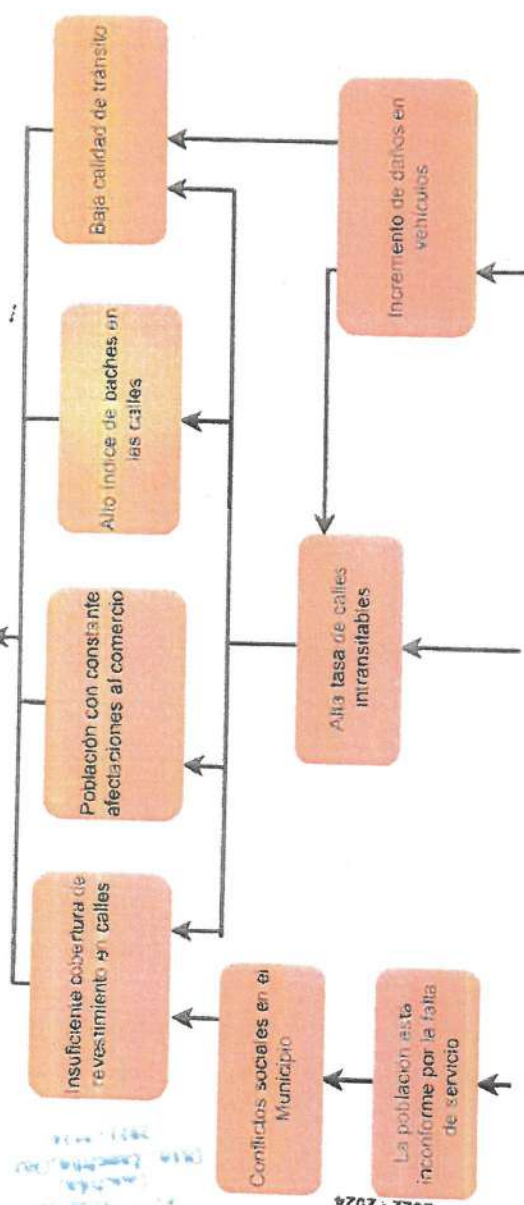 Insuficiente cobertura de
revestimiento en calles
Población con constante
afectaciones al comercio
Alto índice de baches en
las calles
Baja calidad de tránsito
Conflictos sociales en el
Municipio
Alta tasa de calles
intransitables
Incremento de daños en
vehículos
La población está
inconforme por la falta
de servicio
2024